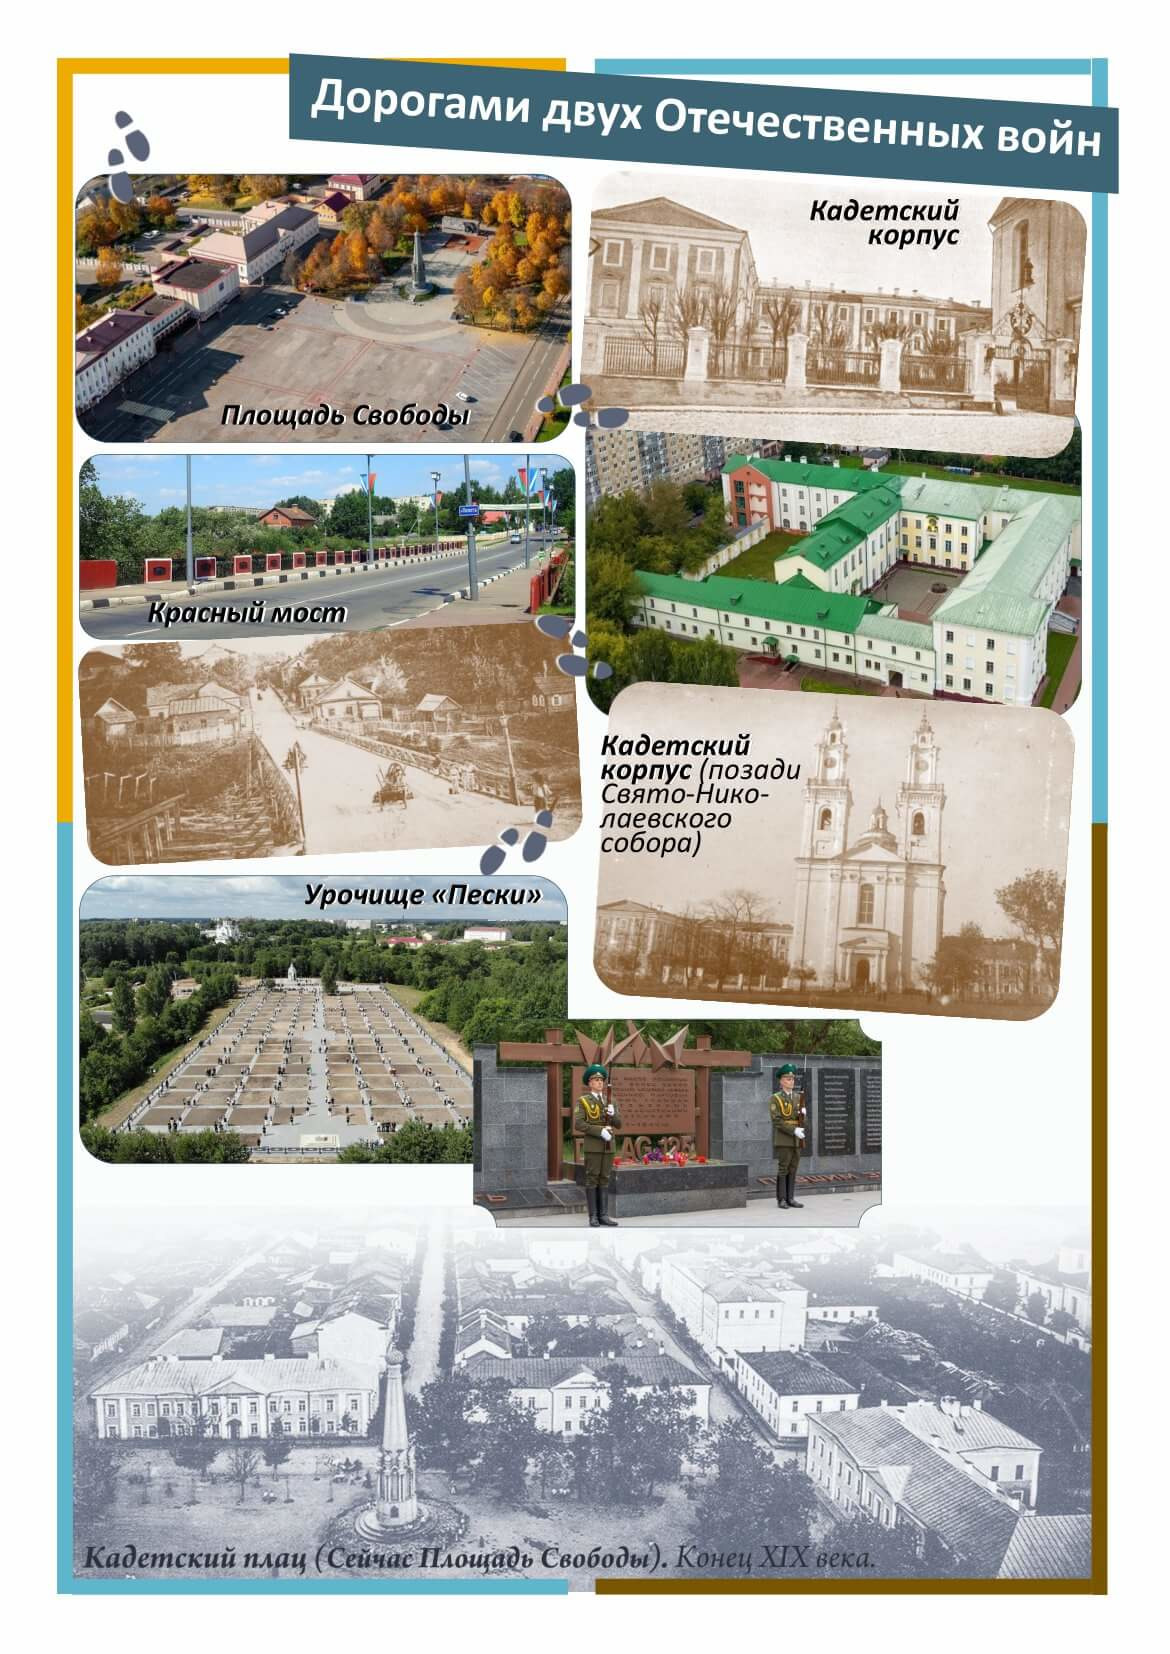 Дорогами двух Отечественных войн
Площадь Свободы
Кадетский
корпус
Красный мост
Кадетский
корпус (позади
Свято-Нико-
лаевского
собора)
Урочище «Пески»
Кадетский плац (Сейчас Площадь Свободы). Конец XIX века.